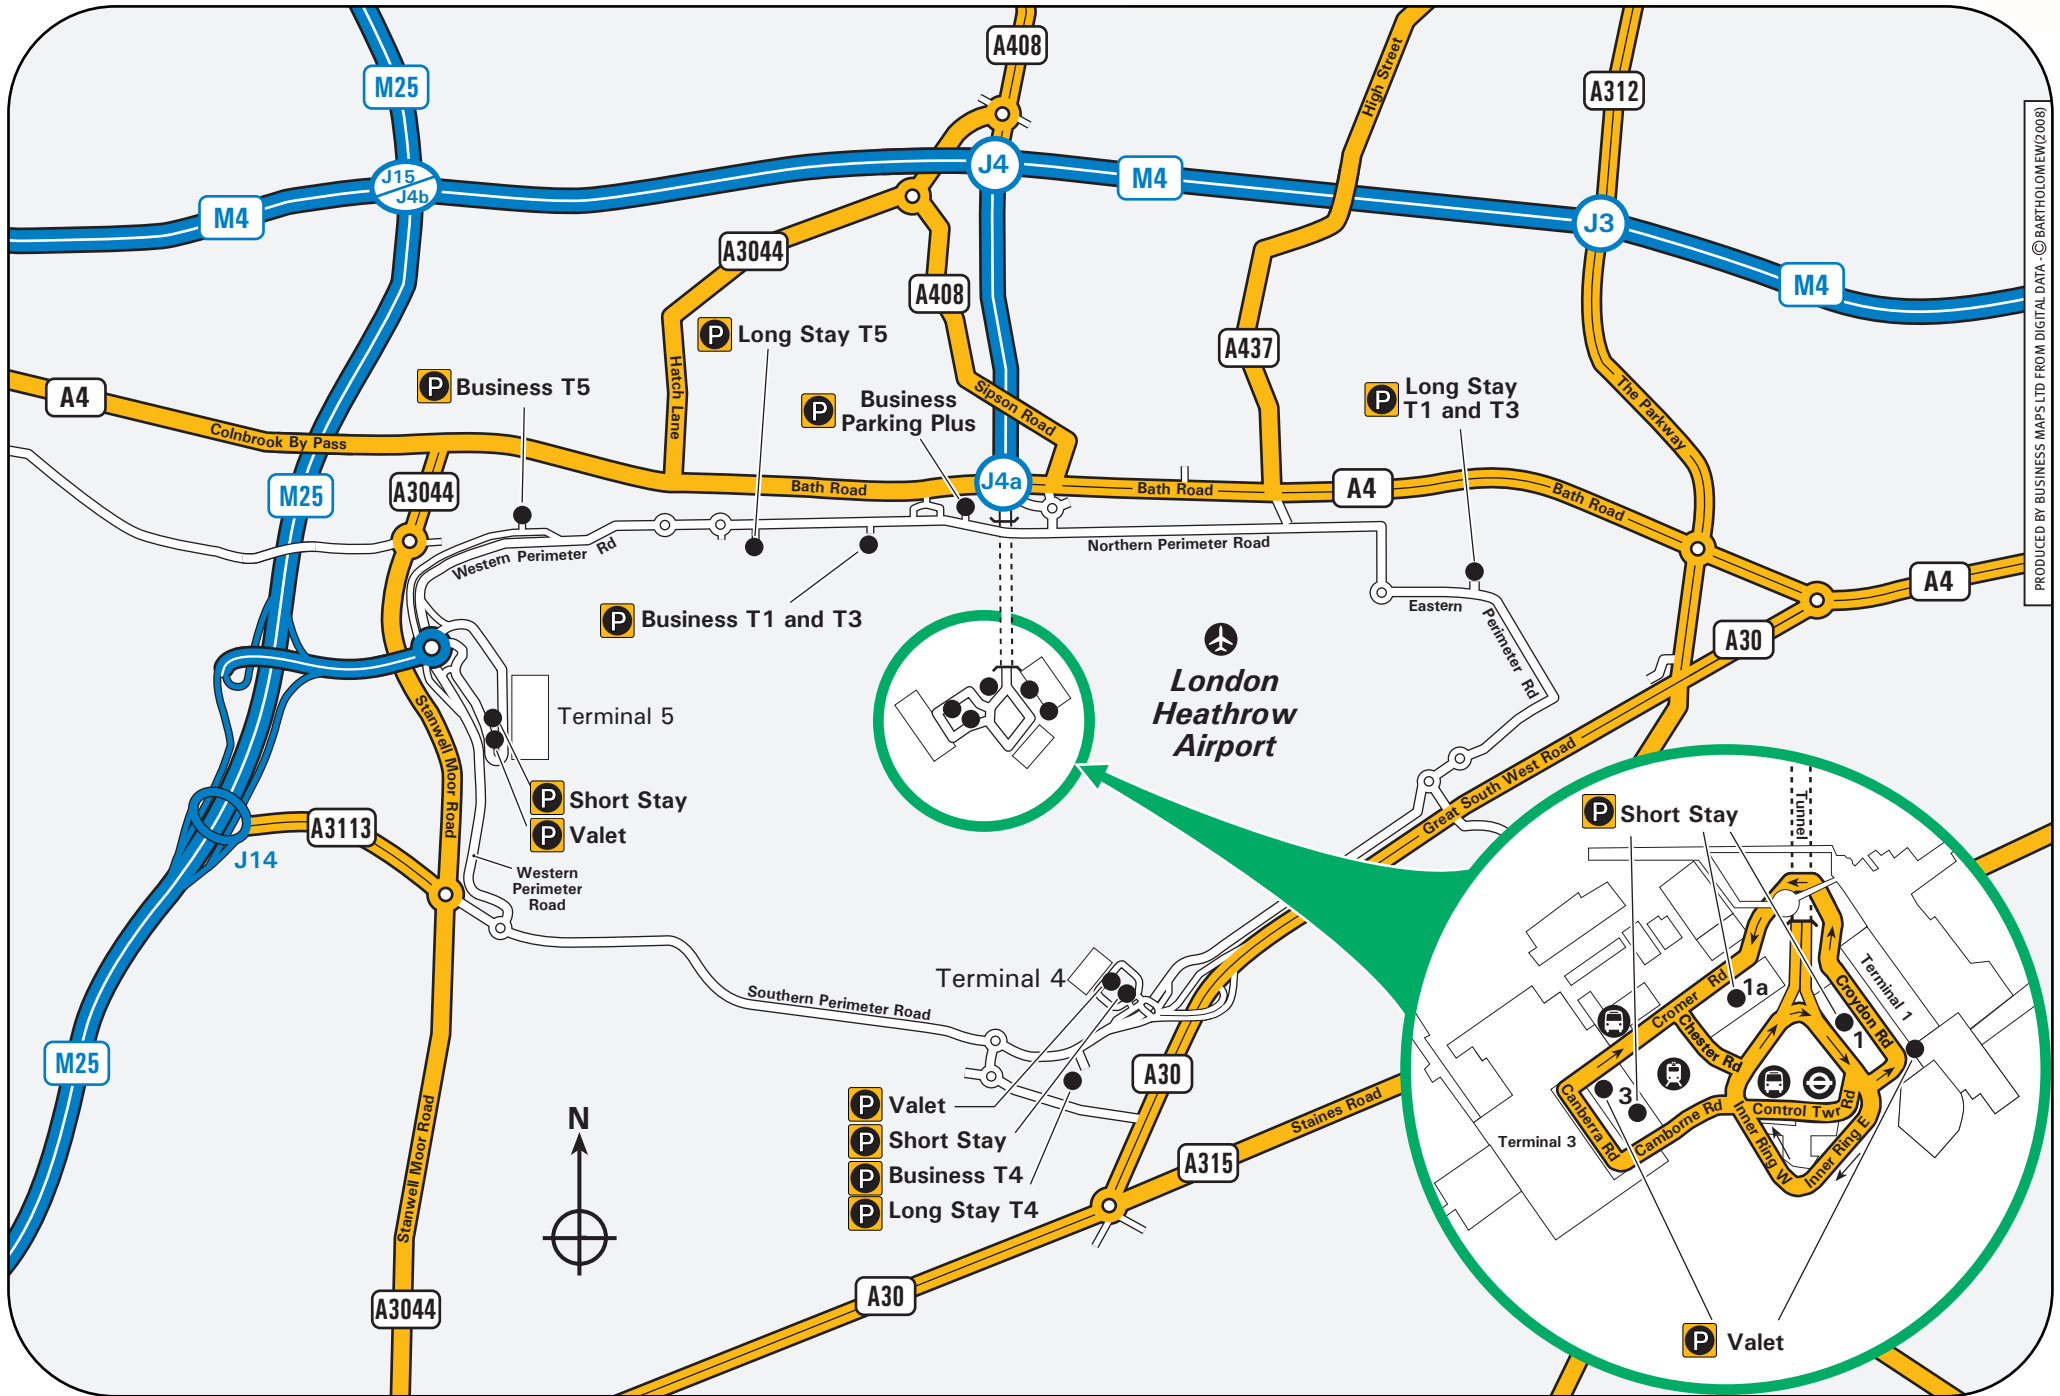 A408
M25
High Street
A312
J4
J15
J4b
M4
M4
M4
J3
M4
A3044
A408
P Long Stay T5
A437
P Business T5
A4
Hatch Lane
P Business
Parking Plus
Sipson Road
P Long Stay
T1 and T3
The Parkway
Colnbrook By Pass
M25
A3044
Bath Road
J4a
Bath Road
A4
Bath Road
Western Perimeter Rd
Northern Perimeter Road
A4
Eastern
Perimeter Rd
P Business T1 and T3
A30
London
Heathrow
Airport
Stanwell Moor Road
Terminal 5
P Short Stay
P Valet
A3113
J14
Western
Perimeter
Road
Great South West Road
Terminal 4
Southern Perimeter Road
M25
A30
P Valet
P Short Stay
P Business T4
P Long Stay T4
N
Stanwell Moor Road
A315
Staines Road
A30
A3044
P Short Stay
Tunnel
Terminal 1
Croydon Rd
1a
Cromer Rd
Chester Rd
1
3
Canberra Rd
Camborne Rd
Control Twr Rd
Inner Ring W
Inner Ring E
Terminal 3
P Valet
PRODUCED BY BUSINESS MAPS LTD FROM DIGITAL DATA - © BARTHOLOMEW(2008)